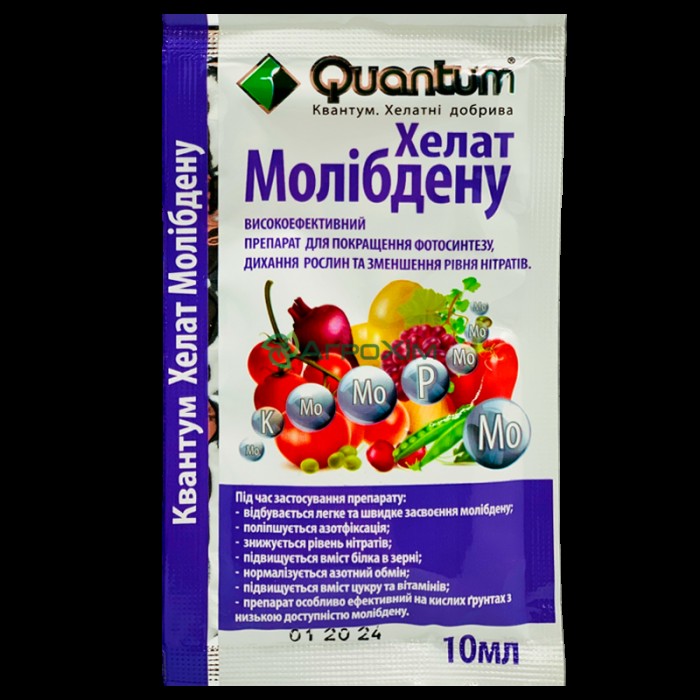 Quantum®
Квантум. Хелатні добрива
Хелат
Молібдену
ВИСОКОЕФЕКТИВНИЙ
ПРЕПАРАТ ДЛЯ ПОКРАЩЕННЯ ФОТОСИНТЕЗУ,
ДИХАННЯ РОСЛИН ТА ЗМЕНШЕННЯ РІВНЯ НІТРАТІВ.
Квантум Хелат Молібдену
АГРОХІМ
Mo
Mo
Mo
P
Mo
Mo
K
Mo
Mo
Під час застосування препарату:
- відбувається легке та швидке засвоєння молібдену;
- поліпшується азотфіксація;
- знижується рівень нітратів;
- підвищується вміст білка в зерні;
- нормалізується азотний обмін;
- підвищується вміст цукру та вітамінів;
- препарат особливо ефективний на кислих ґрунтах з
низькою доступністю молібдену.
01 20 24
10мл